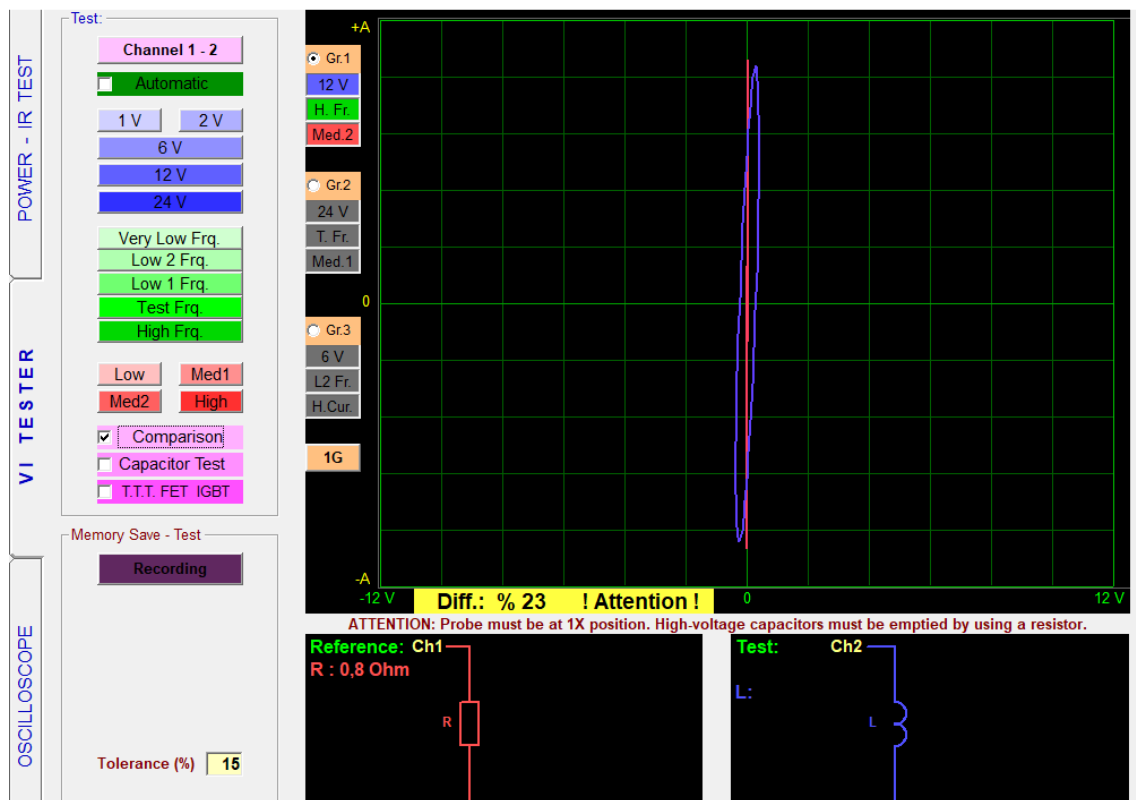 POWER - IR TEST
VI TESTER
OSCILLOSCOPE
Test:
Channel 1 - 2
Automatic
1 V
2 V
6 V
12 V
24 V
Very Low Frq.
Low 2 Frq.
Low 1 Frq.
Test Frq.
High Frq.
Low
Med1
Med2
High
Comparison
Capacitor Test
T.T.T. FET IGBT
Memory Save - Test
Recording
Tolerance (%) 15
Gr.1
12 V
H. Fr.
Med.2
Gr.2
24 V
T. Fr.
Med.1
Gr.3
6 V
L2 Fr.
H.Cur.
1G
+A
0
-A
-12 V
0
12 V
Diff.: % 23 ! Attention !
ATTENTION: Probe must be at 1X position. High-voltage capacitors must be emptied by using a resistor.
Reference: Ch1
R : 0,8 Ohm
R
Test: Ch2
L:
L